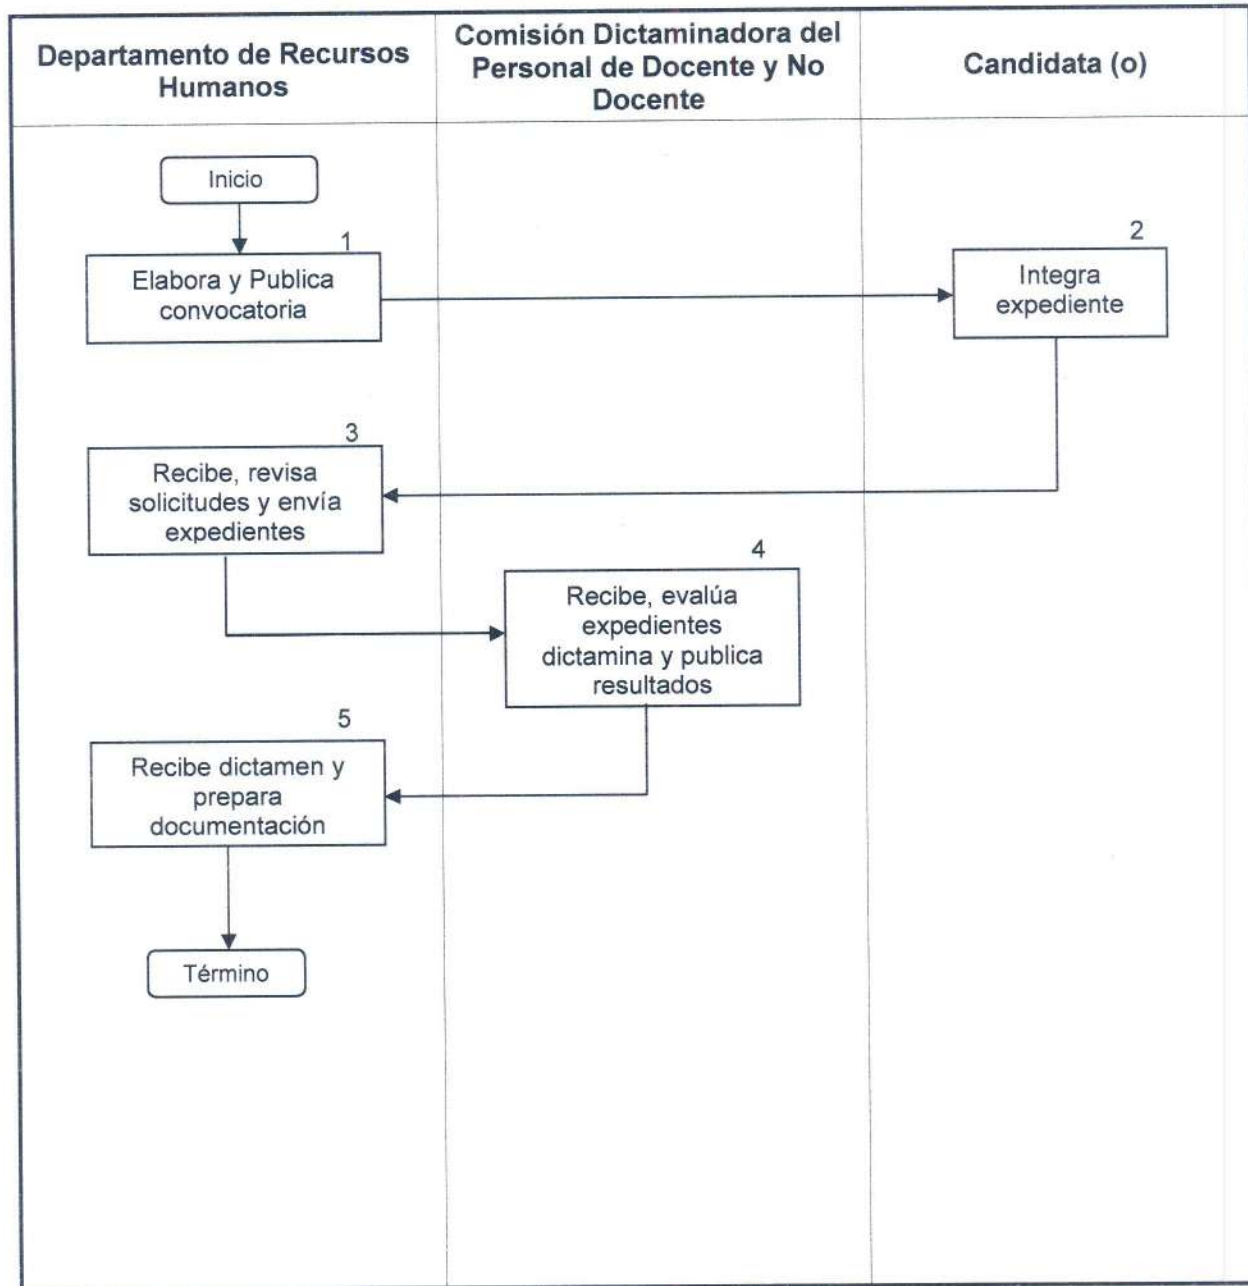 Departamento de Recursos
Humanos
Comisión Dictaminadora del
Personal de Docente y No
Docente
Candidata (o)
Inicio
1
Elabora y Publica
convocatoria
2
Integra
expediente
3
Recibe, revisa
solicitudes y envía
expedientes
4
Recibe, evalúa
expedientes
dictamina y publica
resultados
5
Recibe dictamen y
prepara
documentación
Término